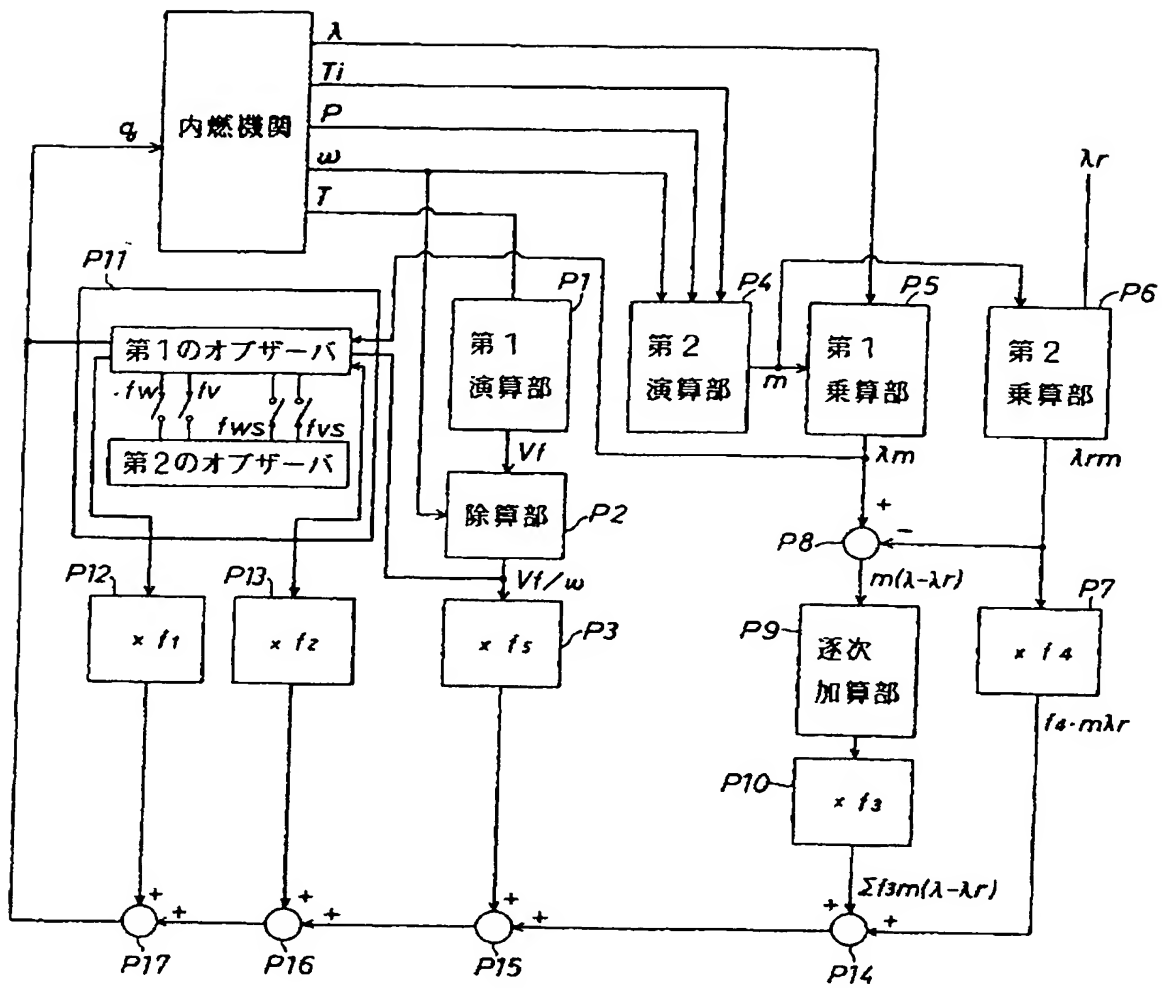 λ
Ti
P
ω
T
q
内燃機関
λr
P11
P1
P4
P5
P6
第1のオブザーバ
fw
fv
fws
fvs
第2のオブザーバ
第1
演算部
第2
演算部
m
第1
乗算部
第2
乗算部
Vf
λm
λrm
除算部
P2
+
-
P8
Vf/ω
m(λ-λr)
P12
P13
P7
× f1
× f2
× f5
P3
P9
逐次
加算部
× f4
f4·mλr
P10
× f3
Σf3m(λ-λr)
+
+
+
+
+
+
+
+
P17
P16
P15
P14